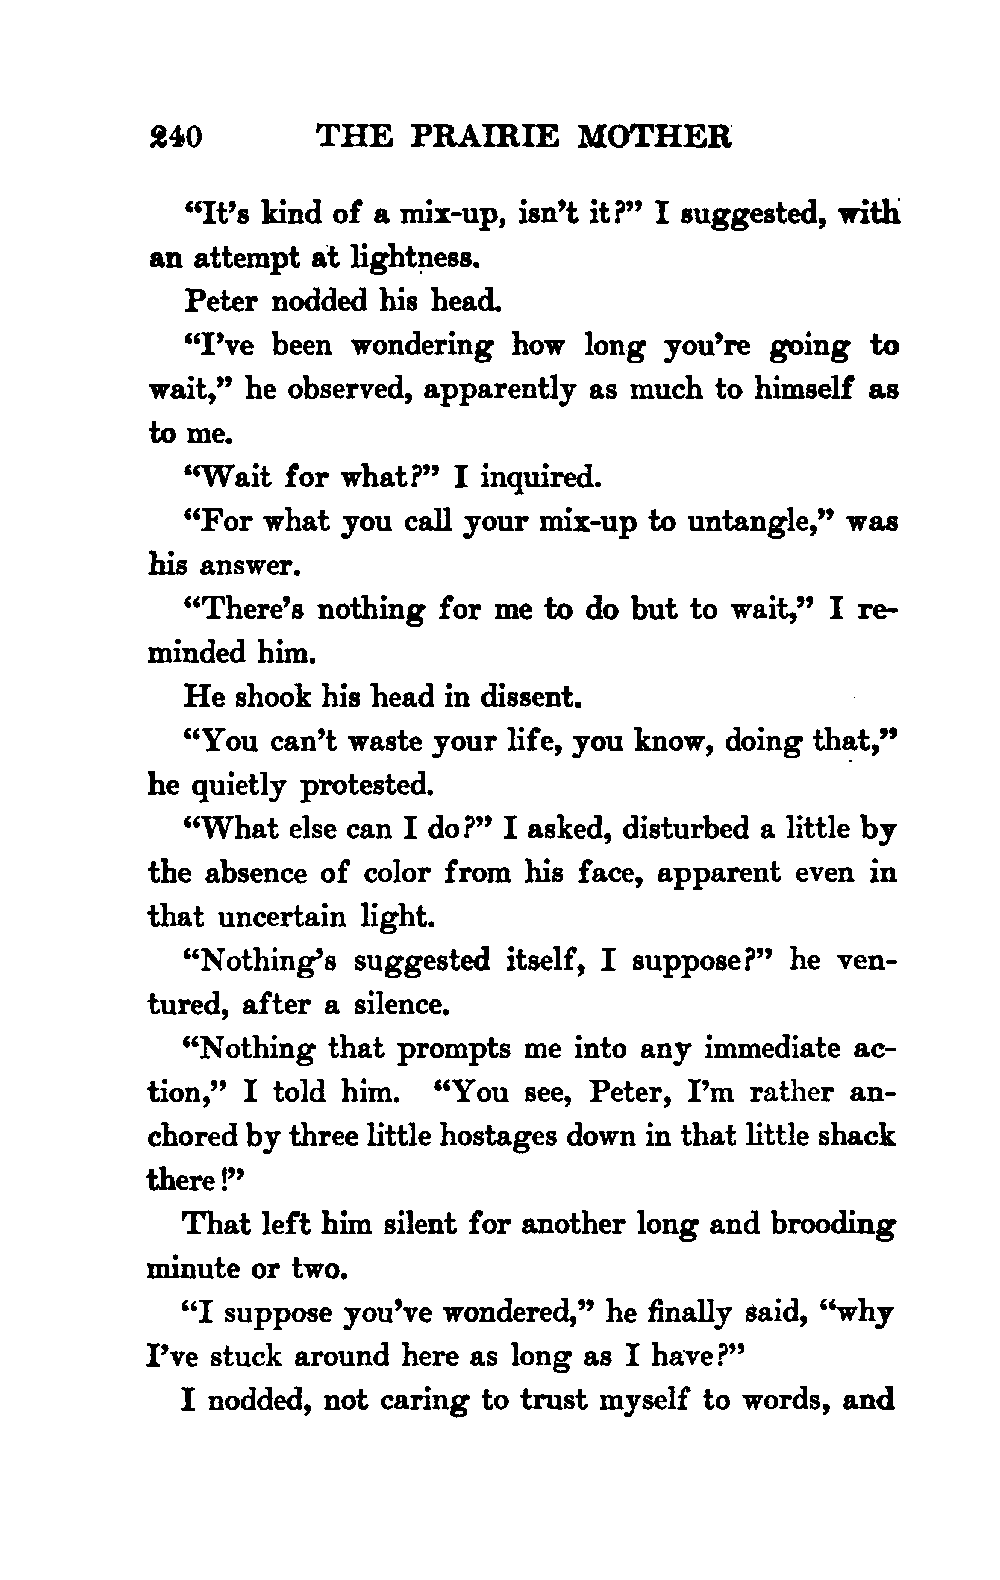 240 THE PRAIRIE MOTHER
“It’s kind of a mix-up, isn’t it?” I suggested, with
an attempt at lightness.
Peter nodded his head.
“I’ve been wondering how long you’re going to
wait,” he observed, apparently as much to himself as
to me.
“Wait for what?” I inquired.
“For what you call your mix-up to untangle,” was
his answer.
“There’s nothing for me to do but to wait,” I re-
minded him.
He shook his head in dissent.
“You can’t waste your life, you know, doing that,”
he quietly protested.
“What else can I do?” I asked, disturbed a little by
the absence of color from his face, apparent even in
that uncertain light.
“Nothing’s suggested itself, I suppose?” he ven-
tured, after a silence.
“Nothing that prompts me into any immediate ac-
tion,” I told him. “You see, Peter, I’m rather an-
chored by three little hostages down in that little shack
there!”
That left him silent for another long and brooding
minute or two.
“I suppose you’ve wondered,” he finally said, “why
I’ve stuck around here as long as I have?”
I nodded, not caring to trust myself to words, and